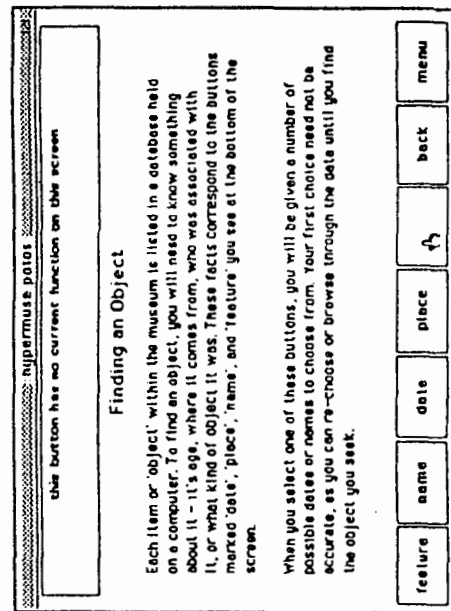 hypermuse patos
this button has no current function on this screen
Finding an Object
Each item or 'object' within the museum is listed in a database held
on a computer. To find an object, you will need to know something
about it - it's age, where it comes from, who was associated with
it, or what kind of object it was. These facts correspond to the buttons
marked 'date', 'place', 'name', and 'feature' you see at the bottom of the
screen.
When you select one of these buttons, you will be given a number of
possible dates or names to choose from. Your first choice need not be
accurate, as you can re-choose or browse through the data until you find
the object you seek.
feature name date place back menu